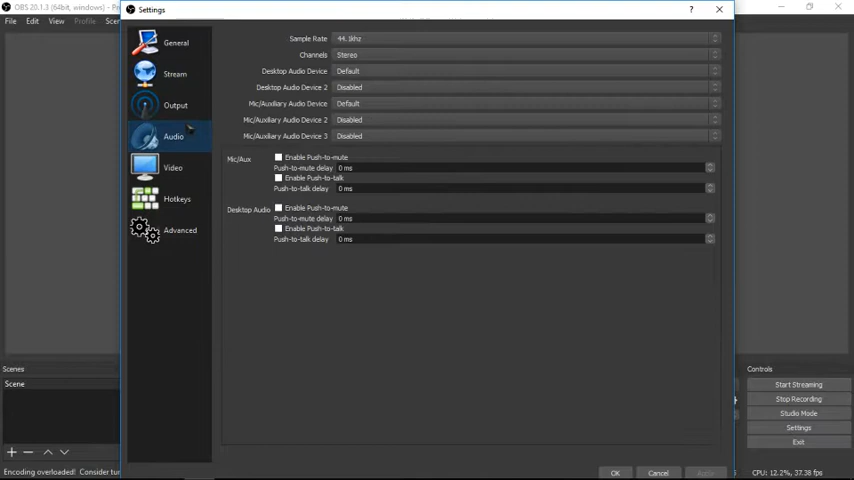 OBS 20.1.3 (64bit, windows) -
Settings
?
File Edit View Profile
General
Stream
Output
Audio
Video
Hotkeys
Advanced
Sample Rate 44.1khz
Channels Stereo
Desktop Audio Device Default
Desktop Audio Device 2 Disabled
Mic/Auxiliary Audio Device Default
Mic/Auxiliary Audio Device 2 Disabled
Mic/Auxiliary Audio Device 3 Disabled
Mic/Aux
Enable Push-to-mute
Push-to-mute delay 0 ms
Enable Push-to-talk
Push-to-talk delay 0 ms
Desktop Audio
Enable Push-to-mute
Push-to-mute delay 0 ms
Enable Push-to-talk
Push-to-talk delay 0 ms
Scenes
Scene
Controls
Start Streaming
Stop Recording
Studio Mode
Settings
Exit
OK Cancel Apply
Encoding overloaded! Consider
CPU: 12.2%, 37.38 fps